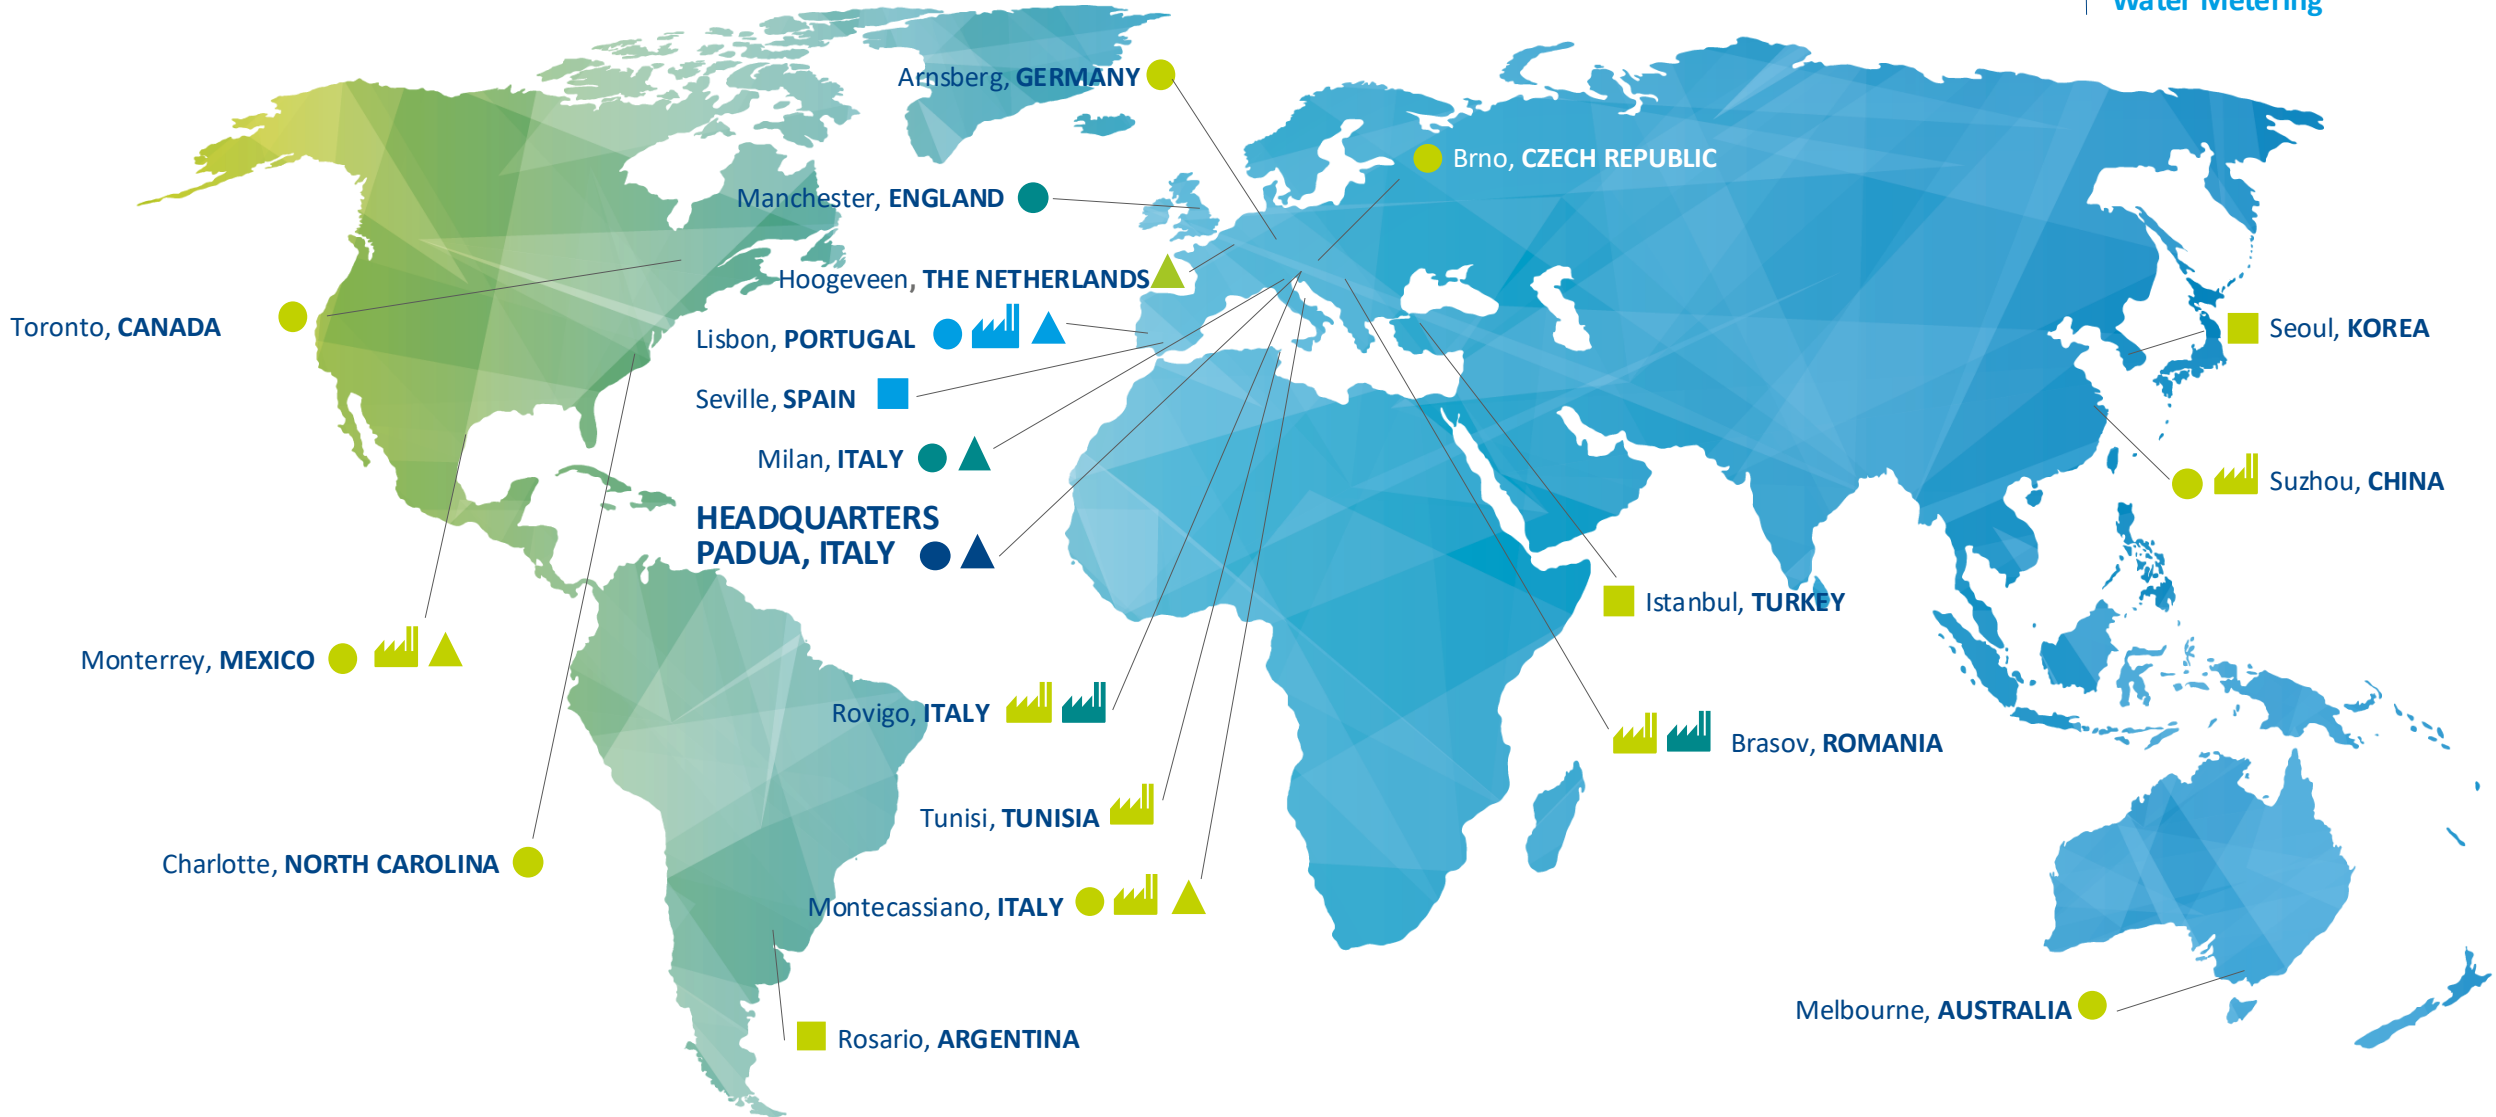 Water Metering
Arnsberg, GERMANY
Brno, CZECH REPUBLIC
Manchester, ENGLAND
Hoogeveen, THE NETHERLANDS
Toronto, CANADA
Lisbon, PORTUGAL
Seoul, KOREA
Seville, SPAIN
Milan, ITALY
Suzhou, CHINA
HEADQUARTERS
PADUA, ITALY
Istanbul, TURKEY
Monterrey, MEXICO
Rovigo, ITALY
Brasov, ROMANIA
Tunisi, TUNISIA
Charlotte, NORTH CAROLINA
Montecassiano, ITALY
Melbourne, AUSTRALIA
Rosario, ARGENTINA